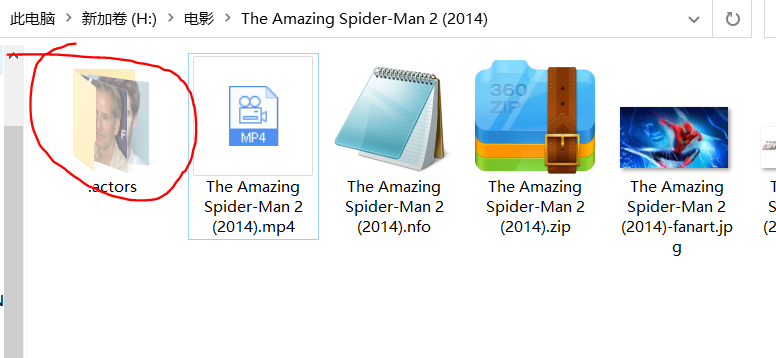 此电脑 > 新加卷 (H:) > 电影 > The Amazing Spider-Man 2 (2014)
.actors
The Amazing
Spider-Man 2
(2014).mp4
The Amazing
Spider-Man 2
(2014).nfo
The Amazing
Spider-Man 2
(2014).zip
The Amazing
Spider-Man 2
(2014)-fanart.jp
g
MP4
360
ZIP